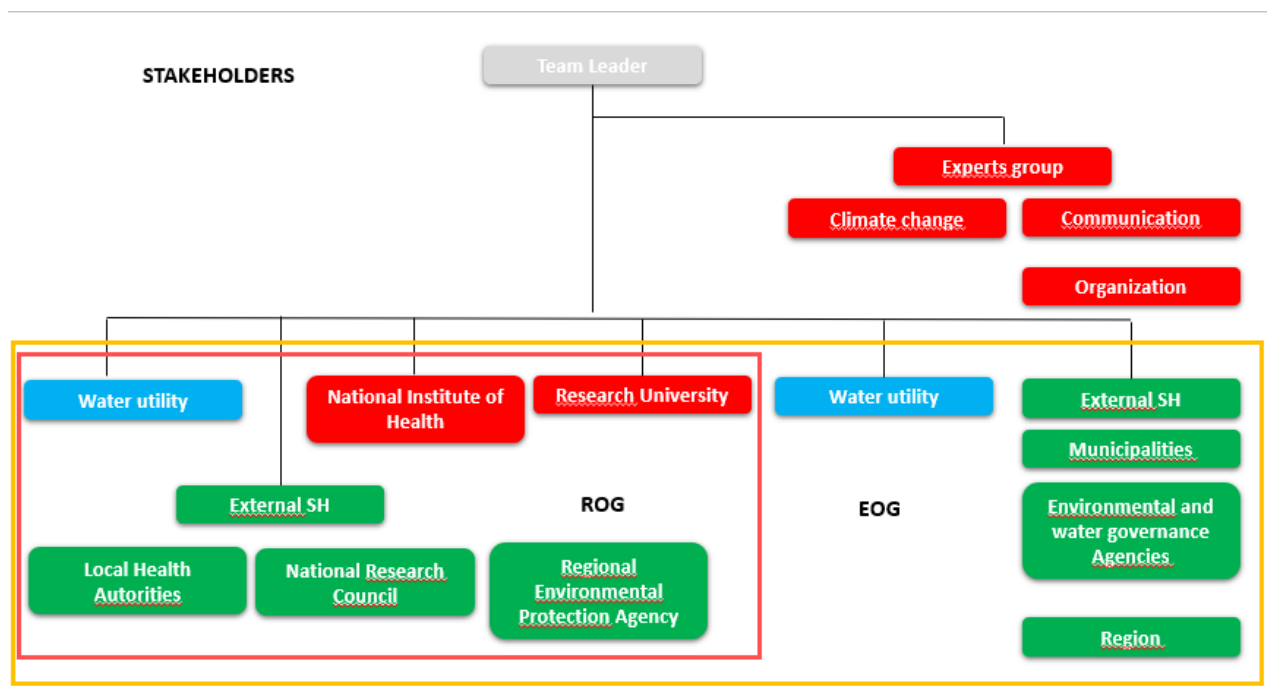 STAKEHOLDERS
Team Leader
Experts group
Climate change
Communication
Organization
Water utility
National Institute of
Health
Research University
Water utility
External SH
Municipalities
External SH
ROG
EOG
Environmental and
water governance
Agencies
Local Health
Autorities
National Research
Council
Regional
Environmental
Protection Agency
Region